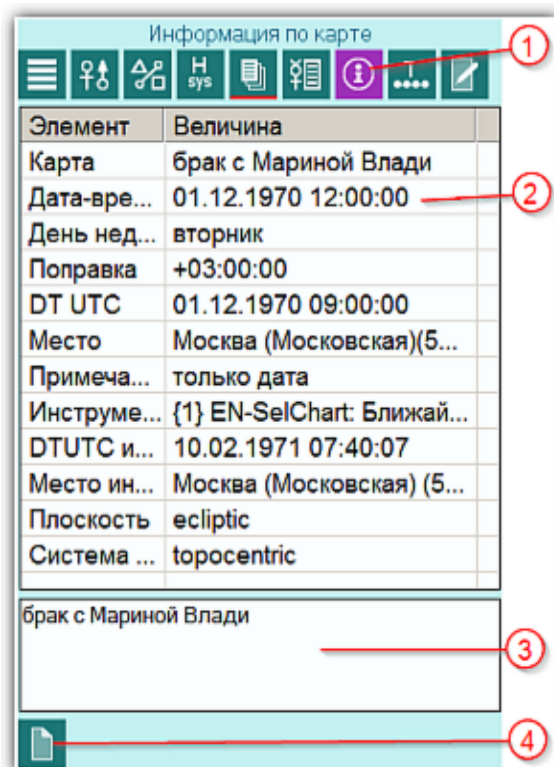 Информация по карте
1
H
sys
Элемент Величина
Карта брак с Мариной Влади
Дата-вре... 01.12.1970 12:00:00
2
День нед... вторник
Поправка +03:00:00
DT UTC 01.12.1970 09:00:00
Место Москва (Московская)(5...
Примеча... только дата
Инструме... {1} EN-SelChart: Ближай...
DTUTC и... 10.02.1971 07:40:07
Место ин... Москва (Московская) (5...
Плоскость ecliptic
Система ... topocentric
брак с Мариной Влади
3
4